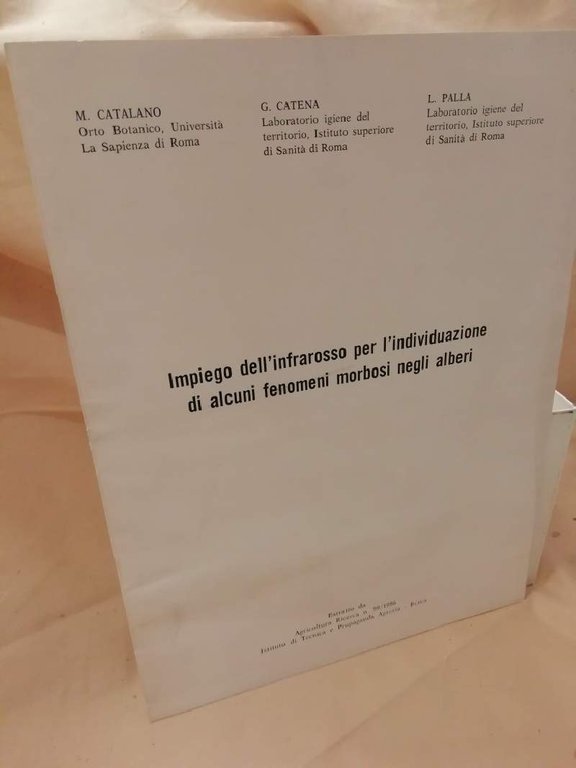 M. CATALANO
Orto Botanico, Università
La Sapienza di Roma
G. CATENA
Laboratorio igiene del
territorio, Istituto superiore
di Sanità di Roma
L. PALLA
Laboratorio igiene del
territorio, Istituto superiore
di Sanità di Roma
Impiego dell'infrarosso per l'individuazione
di alcuni fenomeni morbosi negli alberi
Estratto da
Agricoltura Ricerca n.
Istituto di Tecnica e Propaganda Agraria - Roma